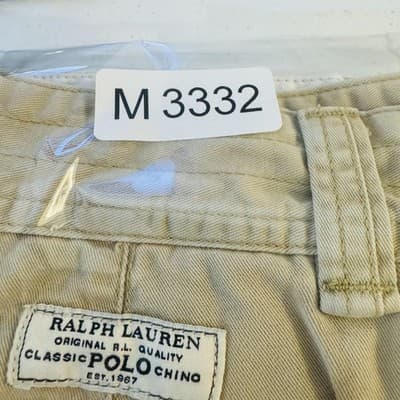 M 3332
RALPH LAUREN
ORIGINAL R.L. QUALITY
CLASSIC POLO CHINO
EST. 1967